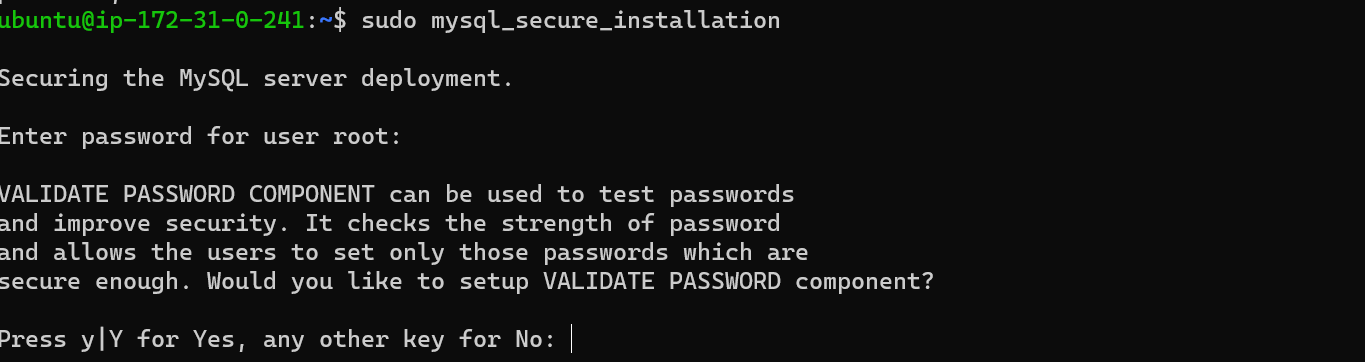 ubuntu@ip-172-31-0-241:~$ sudo mysql_secure_installation
Securing the MySQL server deployment.
Enter password for user root:
VALIDATE PASSWORD COMPONENT can be used to test passwords
and improve security. It checks the strength of password
and allows the users to set only those passwords which are
secure enough. Would you like to setup VALIDATE PASSWORD component?
Press y|Y for Yes, any other key for No: